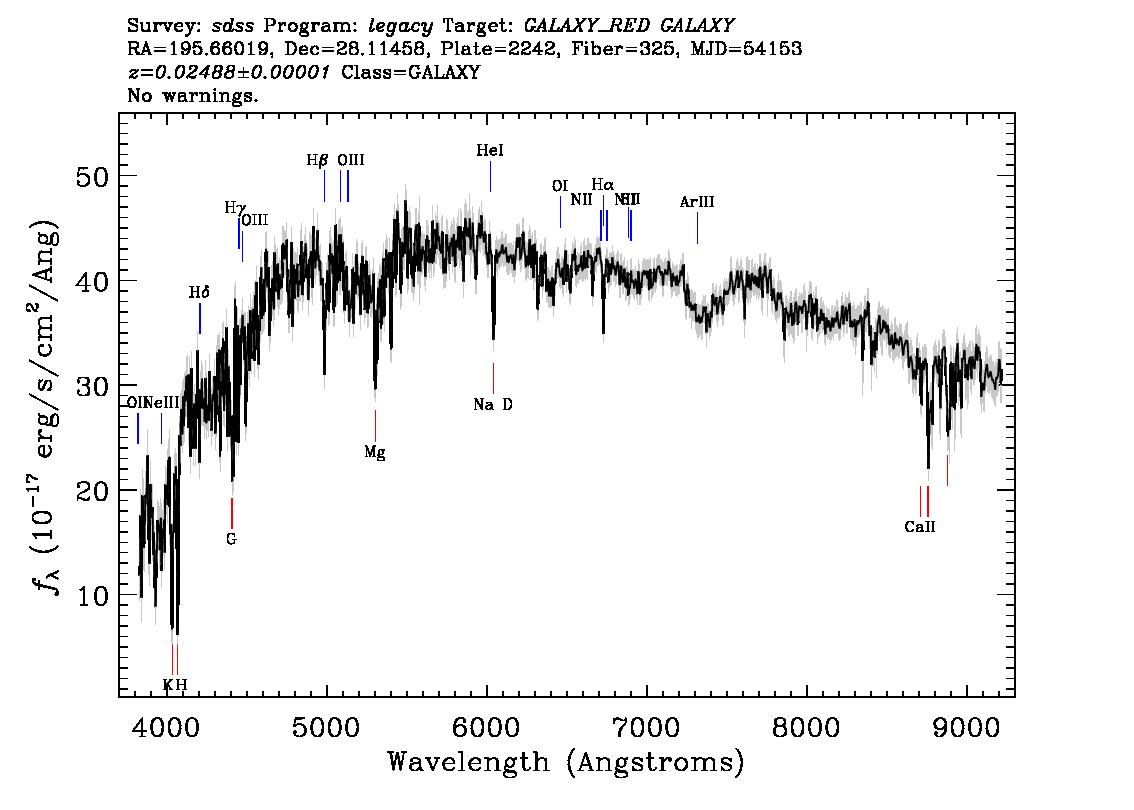 Survey: sdss Program: legacy Target: GALAXY_RED GALAXY
RA=195.66019, Dec=28.11458, Plate=2242, Fiber=325, MJD=54153
z=0.02488±0.00001 Class=GALAXY
No warnings.
HeI
Hβ OIII
OI NII Hα SII
ArIII
Hγ OIII
Hδ
OII NeIII
Na D
Mg
G
CaII
K H
50
40
30
20
10
4000 5000 6000 7000 8000 9000
Wavelength (Angstroms)
f_λ (10⁻¹⁷ erg/s/cm²/Ang)